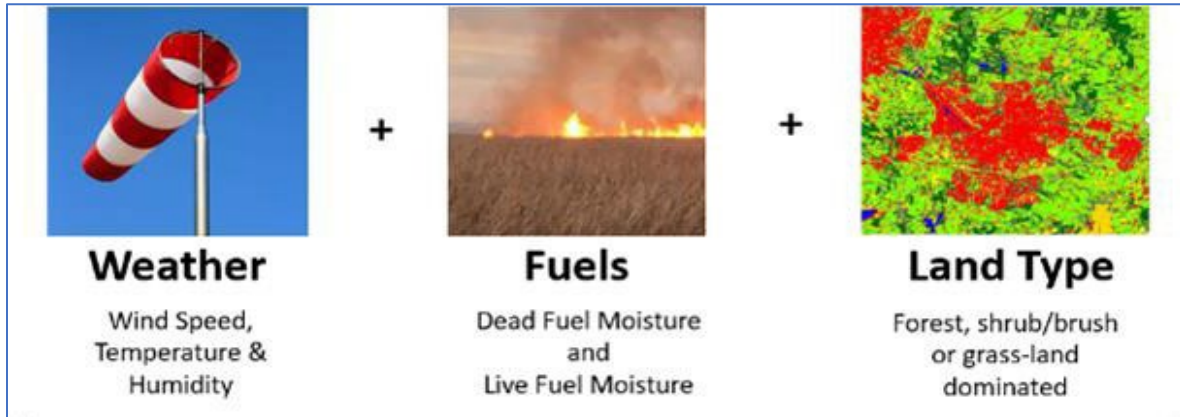 +
+
Weather
Fuels
Land Type
Wind Speed,
Temperature &
Humidity
Dead Fuel Moisture
and
Live Fuel Moisture
Forest, shrub/brush
or grass-land
dominated